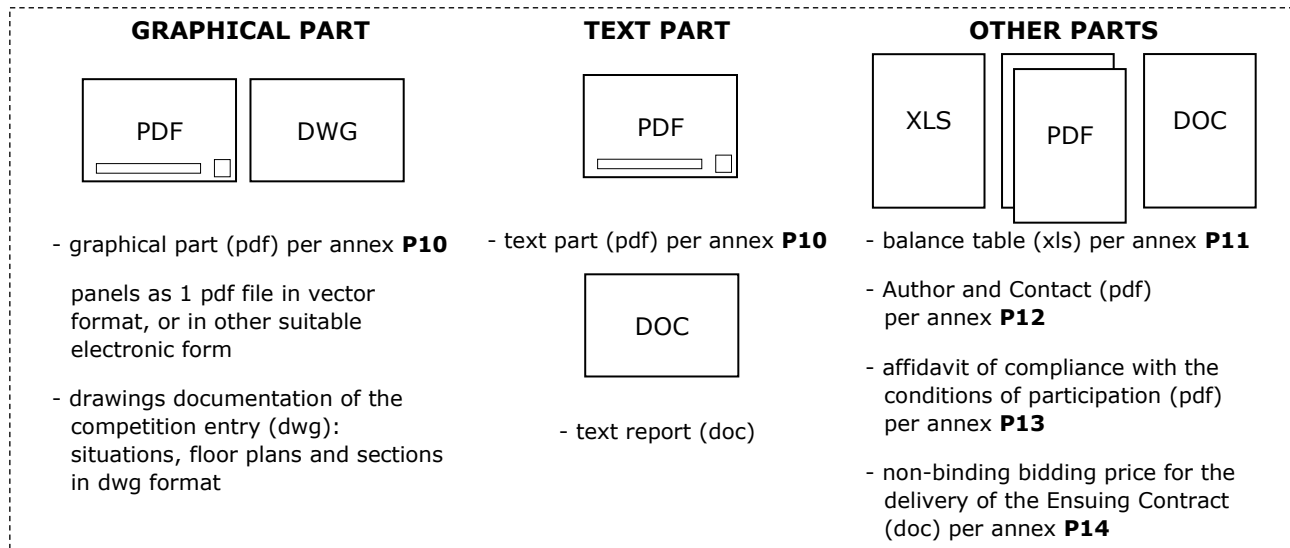 GRAPHICAL PART
PDF
DWG
- graphical part (pdf) per annex P10
panels as 1 pdf file in vector
format, or in other suitable
electronic form
- drawings documentation of the
competition entry (dwg):
situations, floor plans and sections
in dwg format
TEXT PART
PDF
- text part (pdf) per annex P10
DOC
- text report (doc)
OTHER PARTS
XLS
PDF
DOC
- balance table (xls) per annex P11
- Author and Contact (pdf)
per annex P12
- affidavit of compliance with the
conditions of participation (pdf)
per annex P13
- non-binding bidding price for the
delivery of the Ensuing Contract
(doc) per annex P14